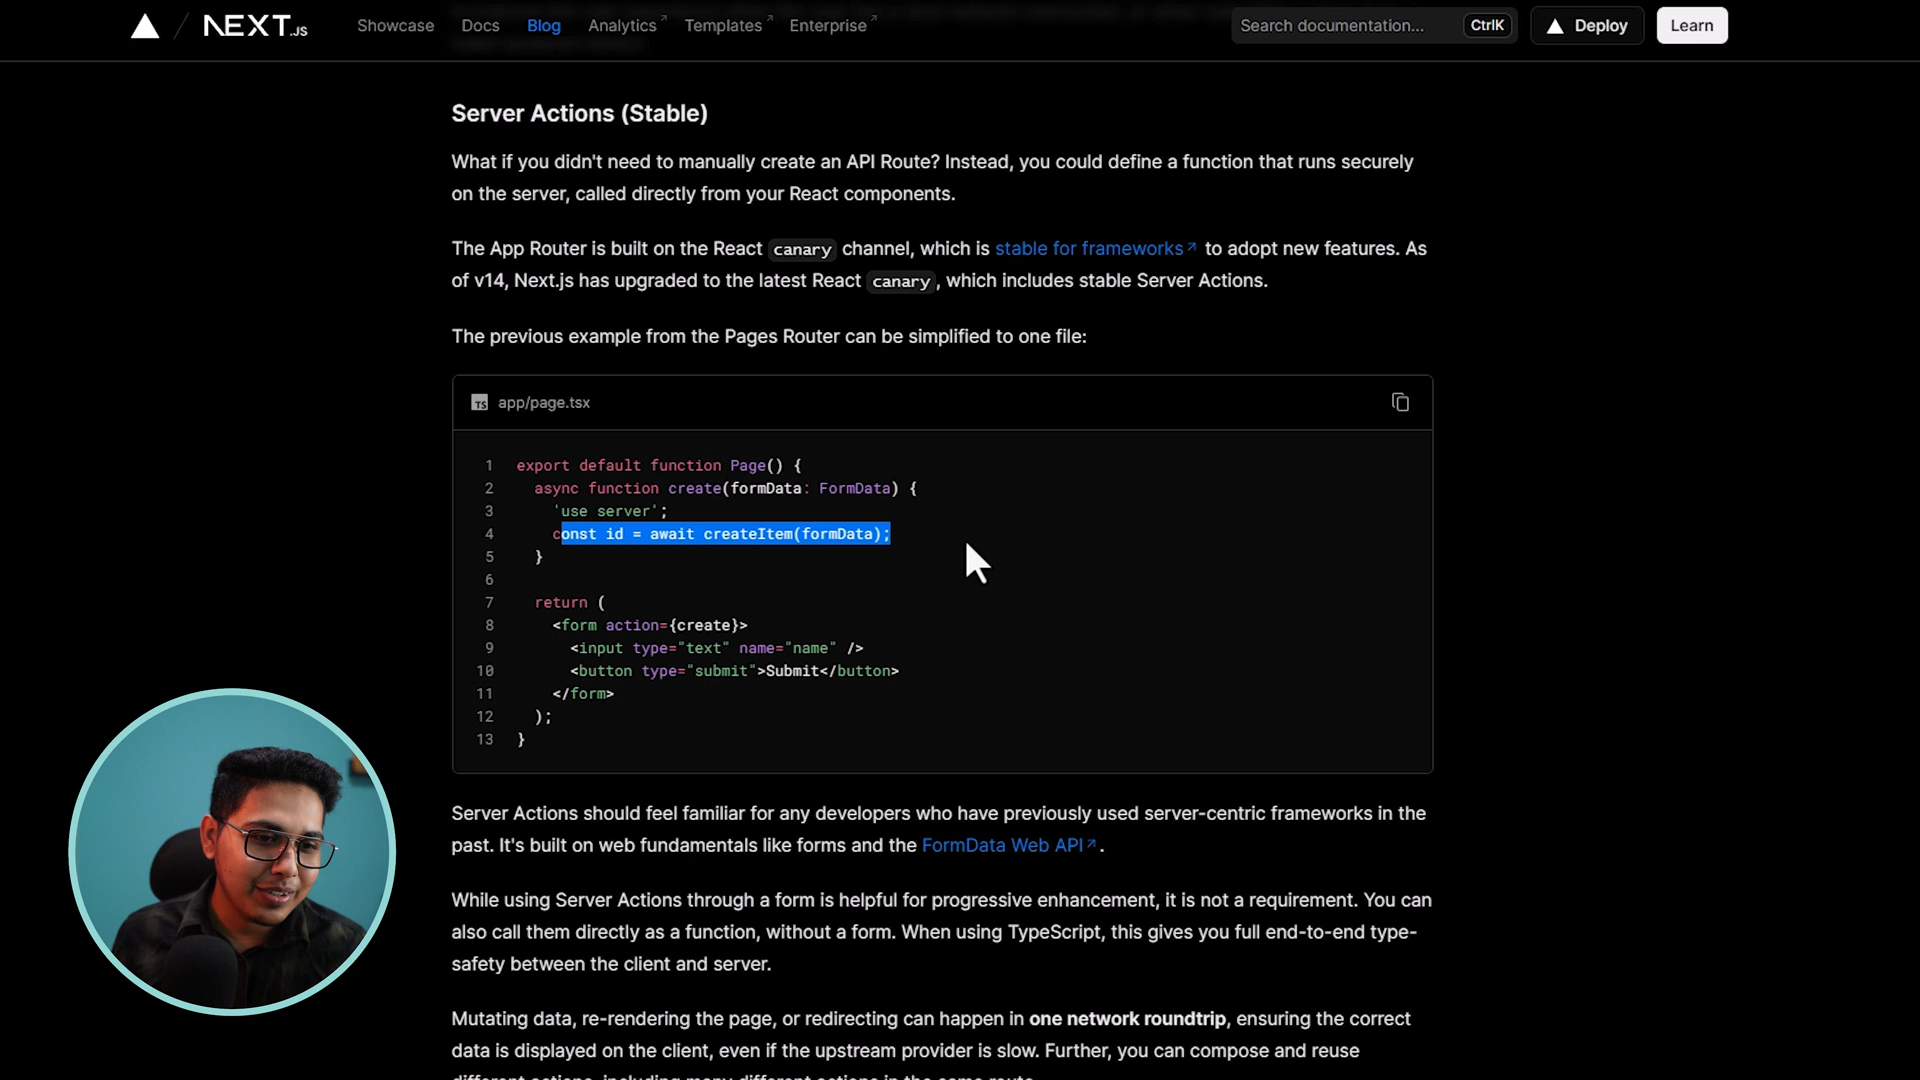 NEXT.JS Showcase Docs Blog Analytics Templates Enterprise Search documentation... CtrlK Deploy Learn
Server Actions (Stable)
What if you didn't need to manually create an API Route? Instead, you could define a function that runs securely
on the server, called directly from your React components.
The App Router is built on the React canary channel, which is stable for frameworks to adopt new features. As
of v14, Next.js has upgraded to the latest React canary, which includes stable Server Actions.
The previous example from the Pages Router can be simplified to one file:
TS app/page.tsx
1 export default function Page() {
2 async function create(formData: FormData) {
3 'use server';
4 const id = await createItem(formData);
5 }
6
7 return (
8 <form action={create}>
9 <input type="text" name="name" />
10 <button type="submit">Submit</button>
11 </form>
12 );
13 }
Server Actions should feel familiar for any developers who have previously used server-centric frameworks in the
past. It's built on web fundamentals like forms and the FormData Web API.
While using Server Actions through a form is helpful for progressive enhancement, it is not a requirement. You can
also call them directly as a function, without a form. When using TypeScript, this gives you full end-to-end type-
safety between the client and server.
Mutating data, re-rendering the page, or redirecting can happen in one network roundtrip, ensuring the correct
data is displayed on the client, even if the upstream provider is slow. Further, you can compose and reuse
different actions, including many different actions in the same route.